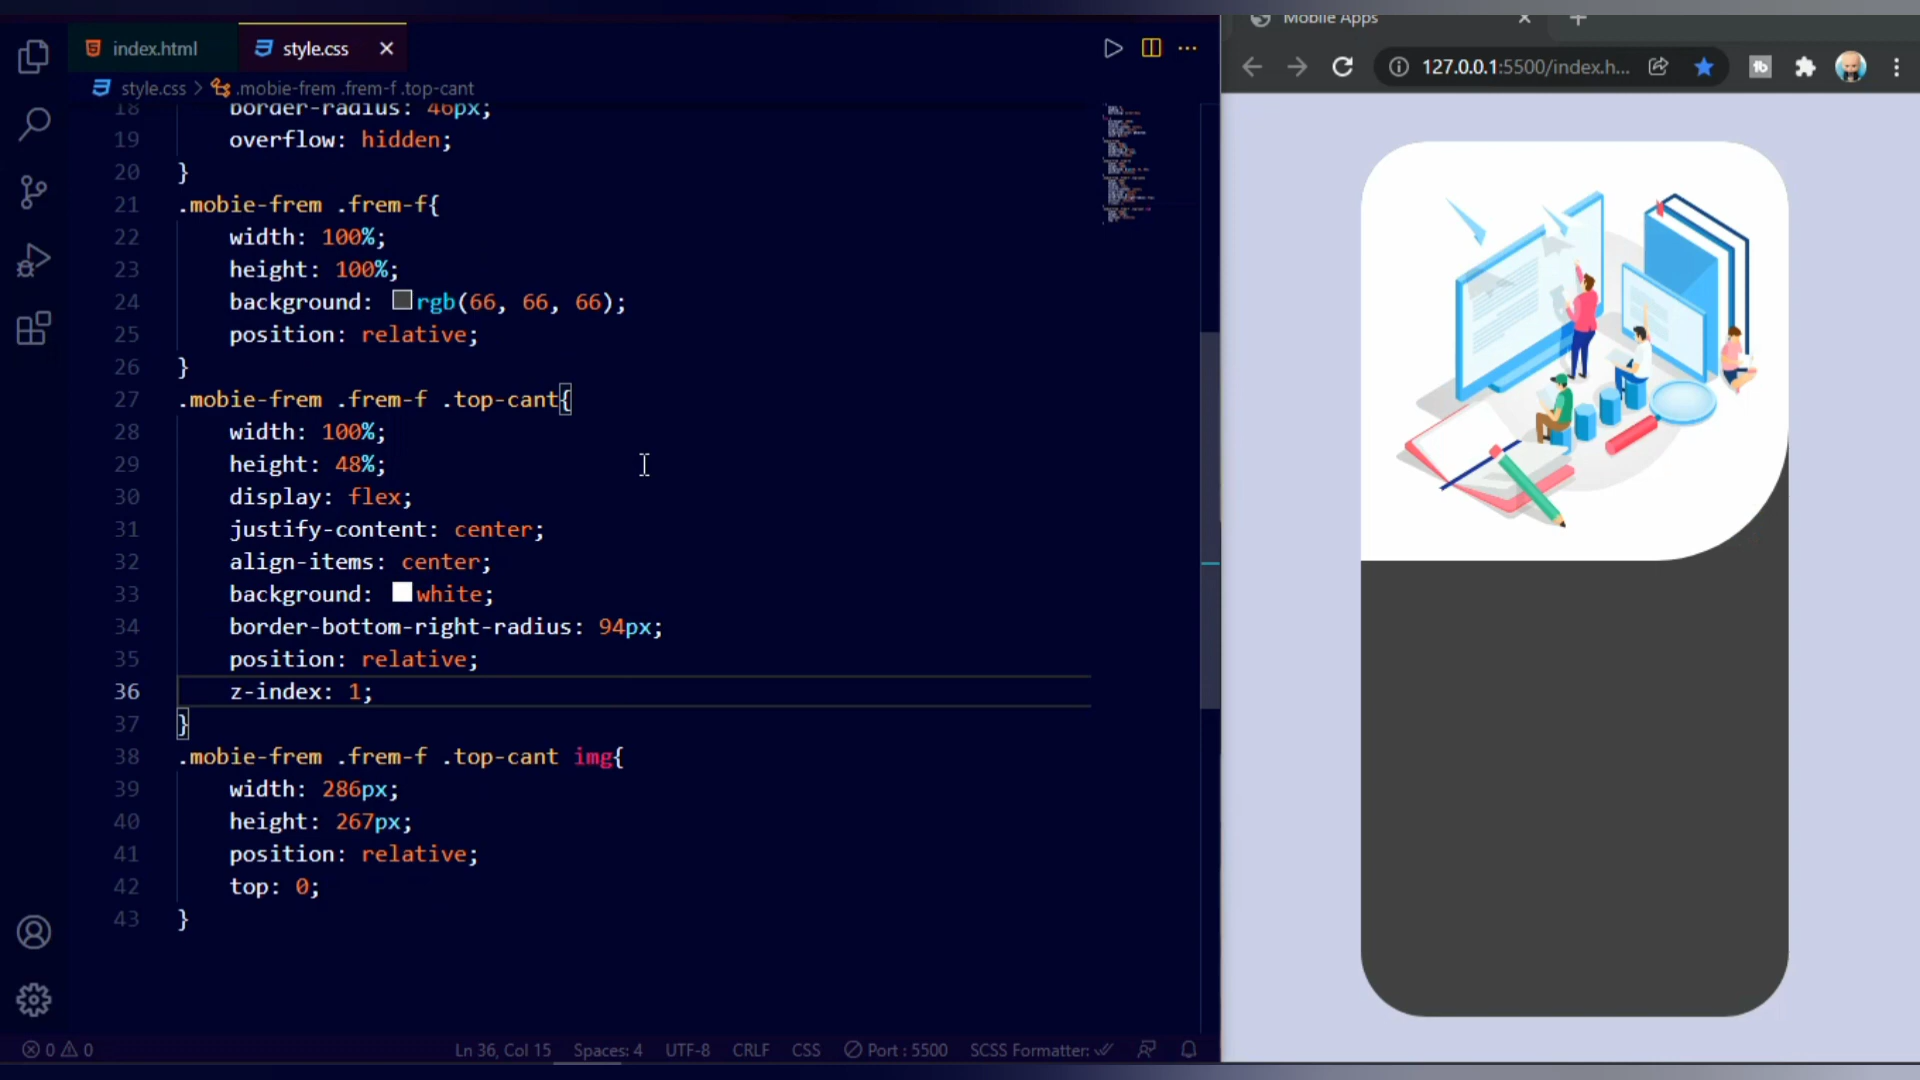 index.html
style.css
style.css > .mobie-frem .frem-f .top-cant
18 border-radius: 46px;
19 overflow: hidden;
20 }
21 .mobie-frem .frem-f{
22 width: 100%;
23 height: 100%;
24 background: rgb(66, 66, 66);
25 position: relative;
26 }
27 .mobie-frem .frem-f .top-cant{
28 width: 100%;
29 height: 48%;
30 display: flex;
31 justify-content: center;
32 align-items: center;
33 background: white;
34 border-bottom-right-radius: 94px;
35 position: relative;
36 z-index: 1;
37 }
38 .mobie-frem .frem-f .top-cant img{
39 width: 286px;
40 height: 267px;
41 position: relative;
42 top: 0;
43 }
0 0 Ln 36, Col 15 Spaces: 4 UTF-8 CRLF CSS Port : 5500 SCSS Formatter:
Mobile Apps
127.0.0.1:5500/index.h...